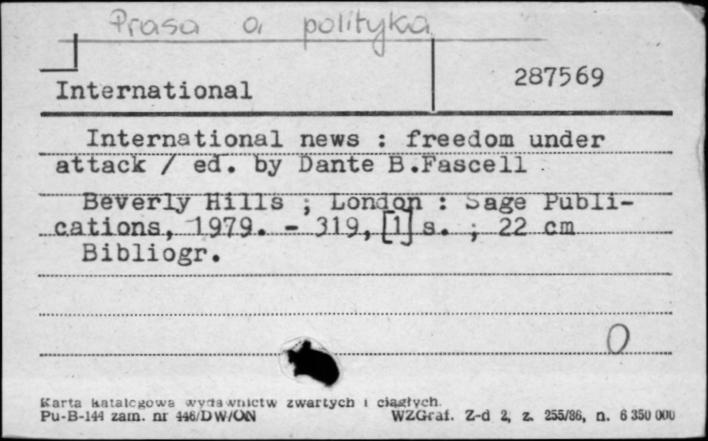 Prasa a polityka
International
287569
International news : freedom under
attack / ed. by Dante B.Fascell
Beverly Hills ; London : Sage Publi-
cations, 1979. - 319, [1] s. ; 22 cm
Bibliogr.
0
Karta katalogowa wydawnictw zwartych i ciągłych.
Pu-B-144 zam. nr 446/DW/ON WZGraf. Z-d 2, z. 255/86, n. 6 350 000